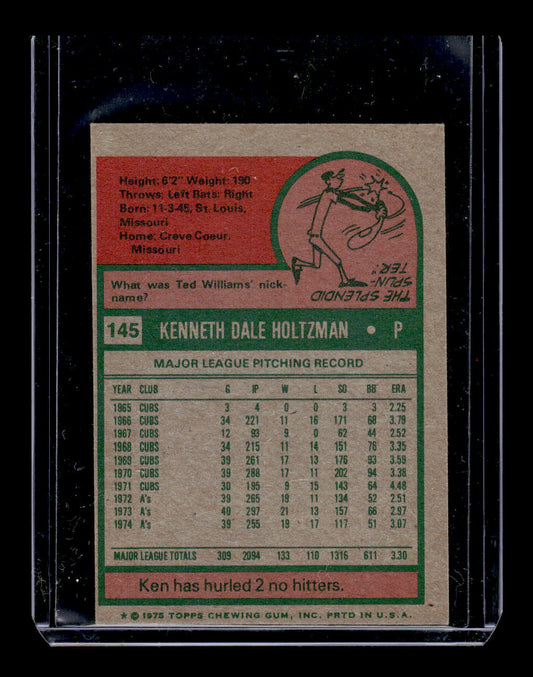 Height: 6'2" Weight: 190
Throws: Left Bats: Right
Born: 11-3-45, St. Louis,
Missouri
Home: Creve Coeur,
Missouri
What was Ted Williams' nick-
name?
THE SPLENDID
SPLIN-
TER."
145 KENNETH DALE HOLTZMAN • P
MAJOR LEAGUE PITCHING RECORD
YEAR CLUB G IP W L SO BB ERA
1965 CUBS 3 4 0 0 3 3 2.25
1966 CUBS 34 221 11 16 171 68 3.79
1967 CUBS 12 93 9 0 62 44 2.52
1968 CUBS 34 215 11 14 151 76 3.35
1969 CUBS 39 261 17 13 176 93 3.59
1970 CUBS 39 288 17 11 202 94 3.38
1971 CUBS 30 195 9 15 143 64 4.48
1972 A's 39 265 19 11 134 52 2.51
1973 A's 40 297 21 13 157 66 2.97
1974 A's 39 255 19 17 117 51 3.07
MAJOR LEAGUE TOTALS 309 2094 133 110 1316 611 3.30
Ken has hurled 2 no hitters.
* © 1975 TOPPS CHEWING GUM, INC. PRTD IN U.S.A.